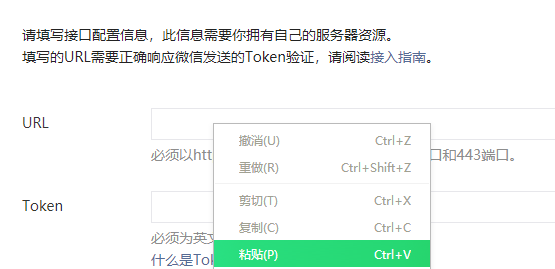 请填写接口配置信息，此信息需要你拥有自己的服务器资源。
填写的URL需要正确响应微信发送的Token验证，请阅读接入指南。
URL
撤消(U) Ctrl+Z
必须以htt
口和443端口。
重做(R) Ctrl+Shift+Z
剪切(T) Ctrl+X
Token
复制(C) Ctrl+C
必须为英文
粘贴(P) Ctrl+V
什么是Tok